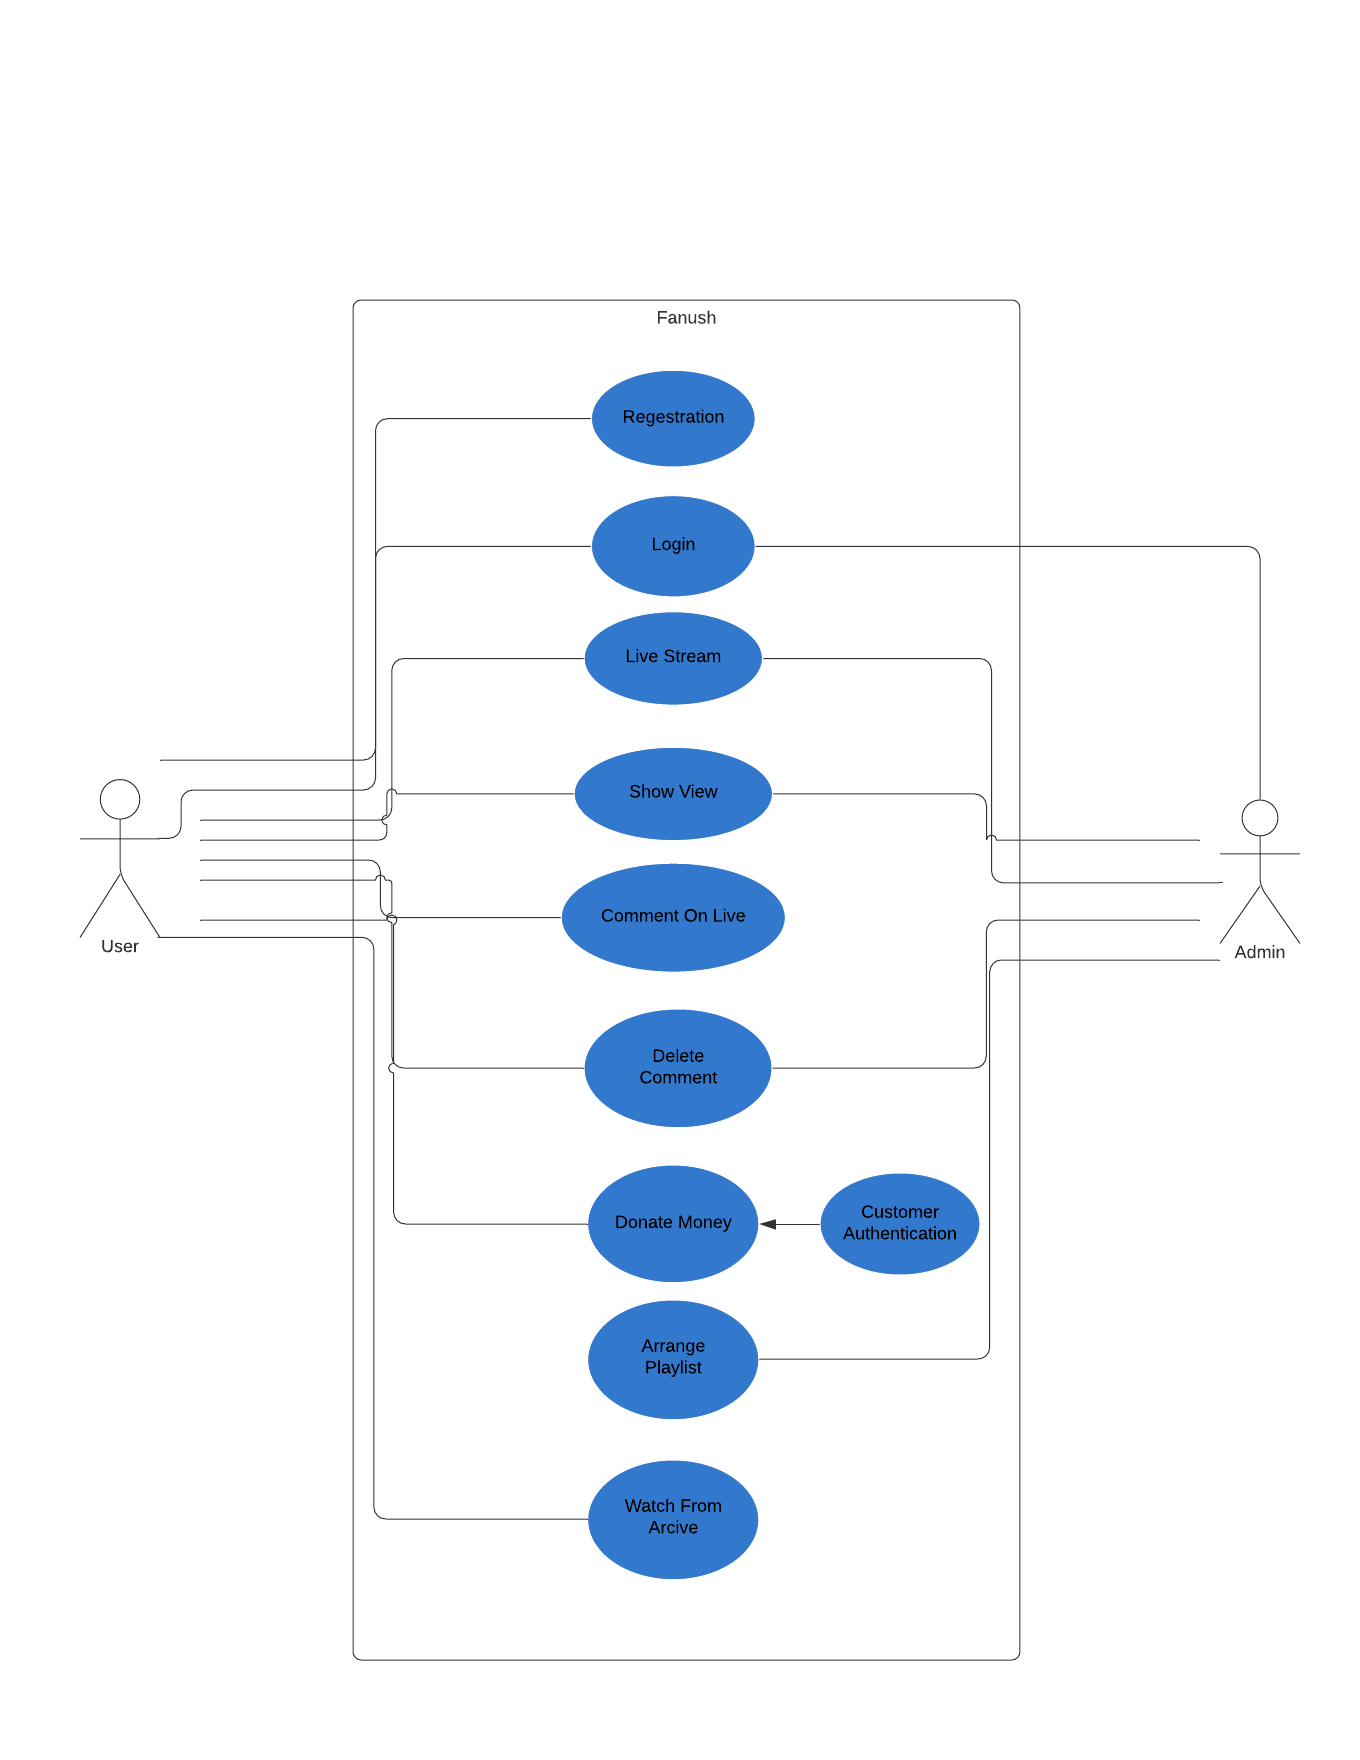 Fanush
Regestration
Login
Live Stream
Show View
Comment On Live
User
Admin
Delete
Comment
Donate Money
Customer
Authentication
Arrange
Playlist
Watch From
Arcive